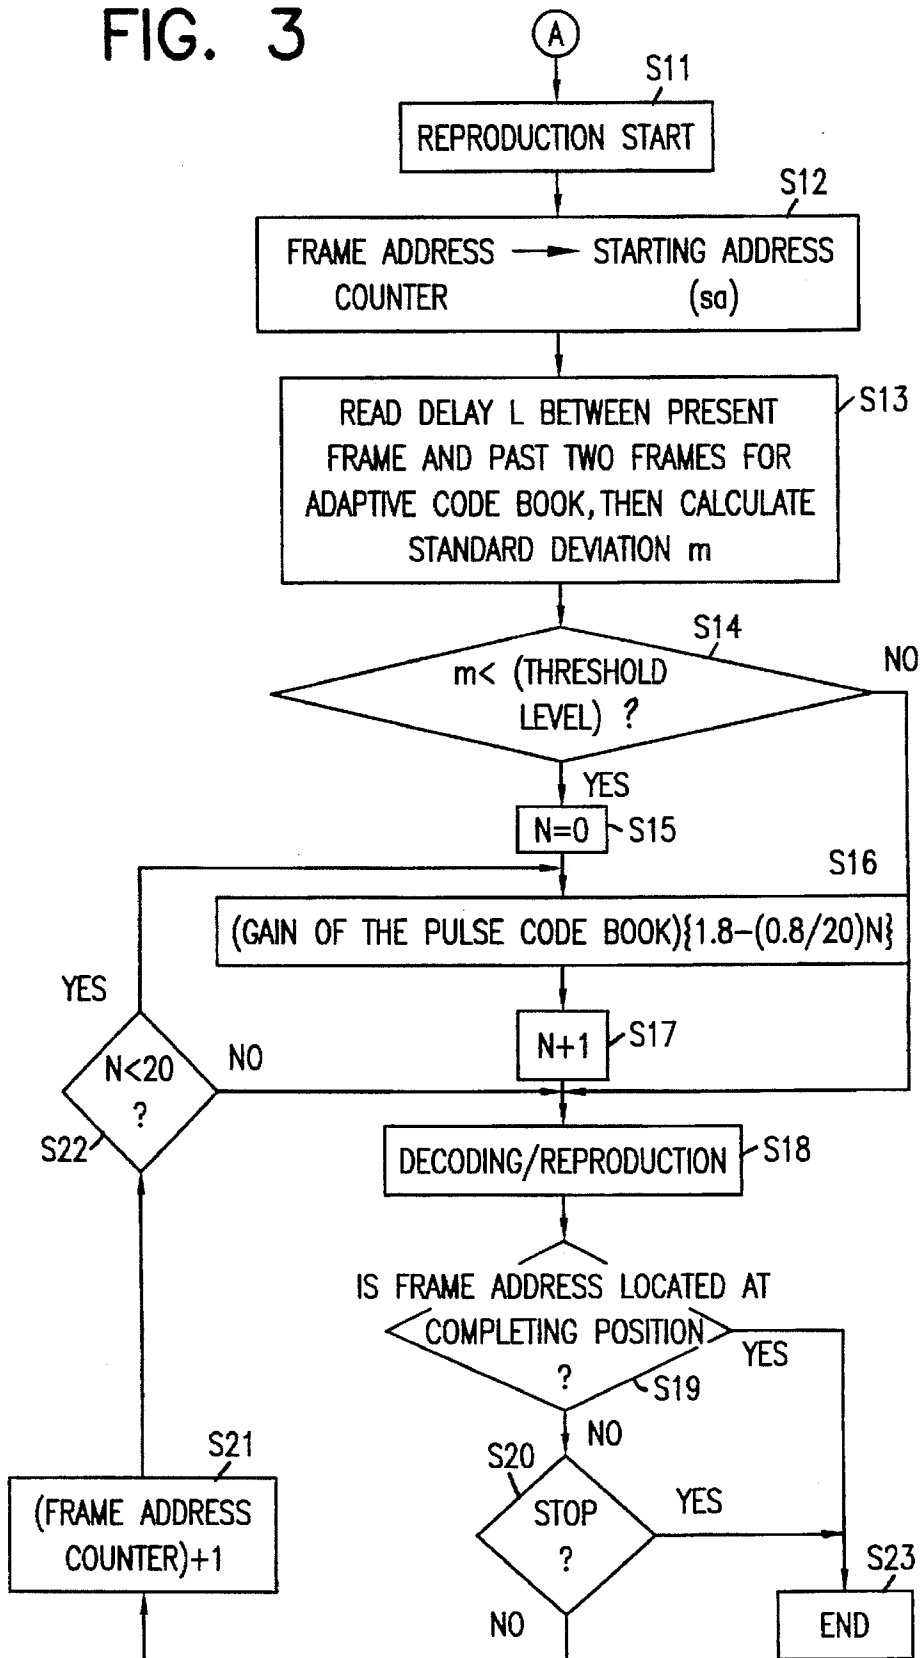 FIG. 3
A
S11
REPRODUCTION START
S12
FRAME ADDRESS → STARTING ADDRESS
COUNTER (sa)
S13
READ DELAY L BETWEEN PRESENT
FRAME AND PAST TWO FRAMES FOR
ADAPTIVE CODE BOOK, THEN CALCULATE
STANDARD DEVIATION m
S14
NO
m< (THRESHOLD
LEVEL) ?
YES
N=0 S15
S16
(GAIN OF THE PULSE CODE BOOK){1.8-(0.8/20)N}
YES
N+1 S17
N<20 NO
?
S22
DECODING/REPRODUCTION S18
IS FRAME ADDRESS LOCATED AT
COMPLETING POSITION
YES
? S19
NO
S21
S20
(FRAME ADDRESS
COUNTER)+1
STOP YES
?
S23
NO
END